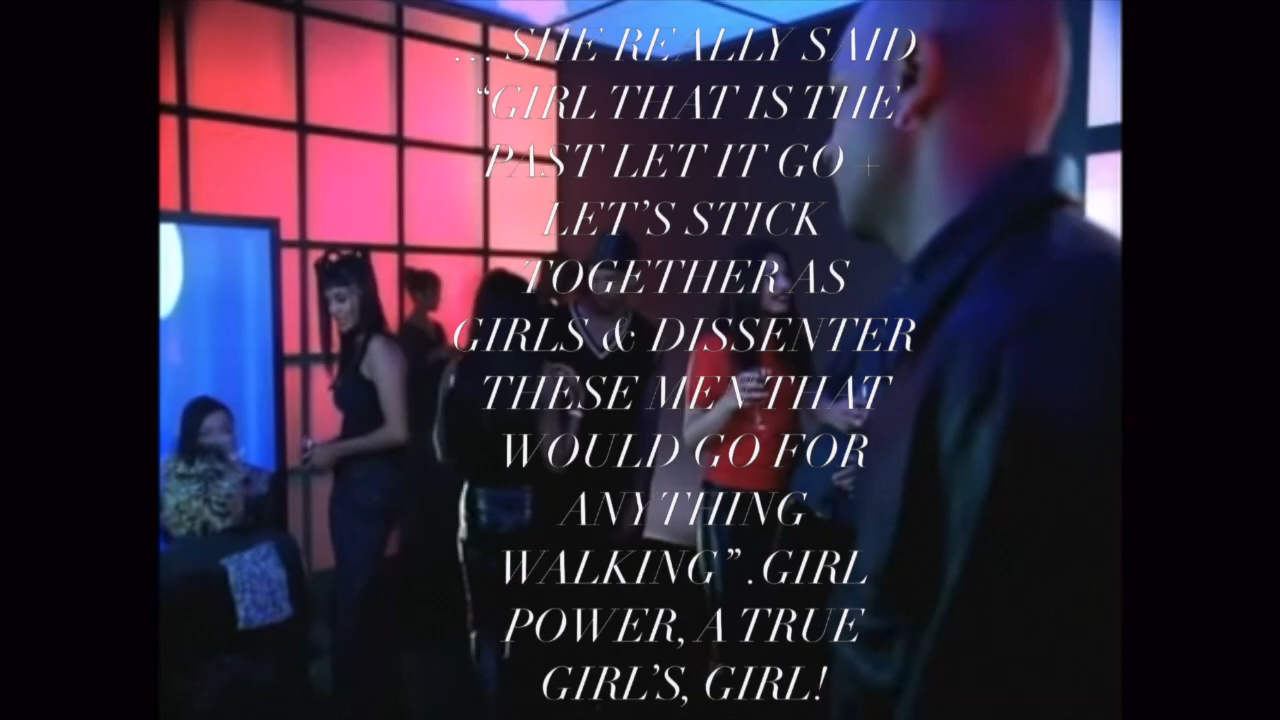 ... SHE REALLY SAID
“GIRL THAT IS THE
PAST LET IT GO +
LET’S STICK
TOGETHER AS
GIRLS & DISSENTER
THESE MEN THAT
WOULD GO FOR
ANYTHING
WALKING” .GIRL
POWER, A TRUE
GIRL’S, GIRL!